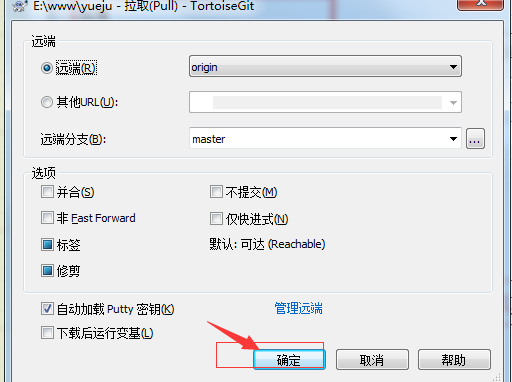 E:\www\yueju - 拉取(Pull) - TortoiseGit
远端
远端(R)
origin
其他URL(U):
远端分支(B):
master
...
选项
并合(S)
不提交(M)
非 Fast Forward
仅快进式(N)
标签
默认: 可达 (Reachable)
修剪
自动加载 Putty 密钥(K)
管理远端
下载后运行变基(L)
确定
取消
帮助